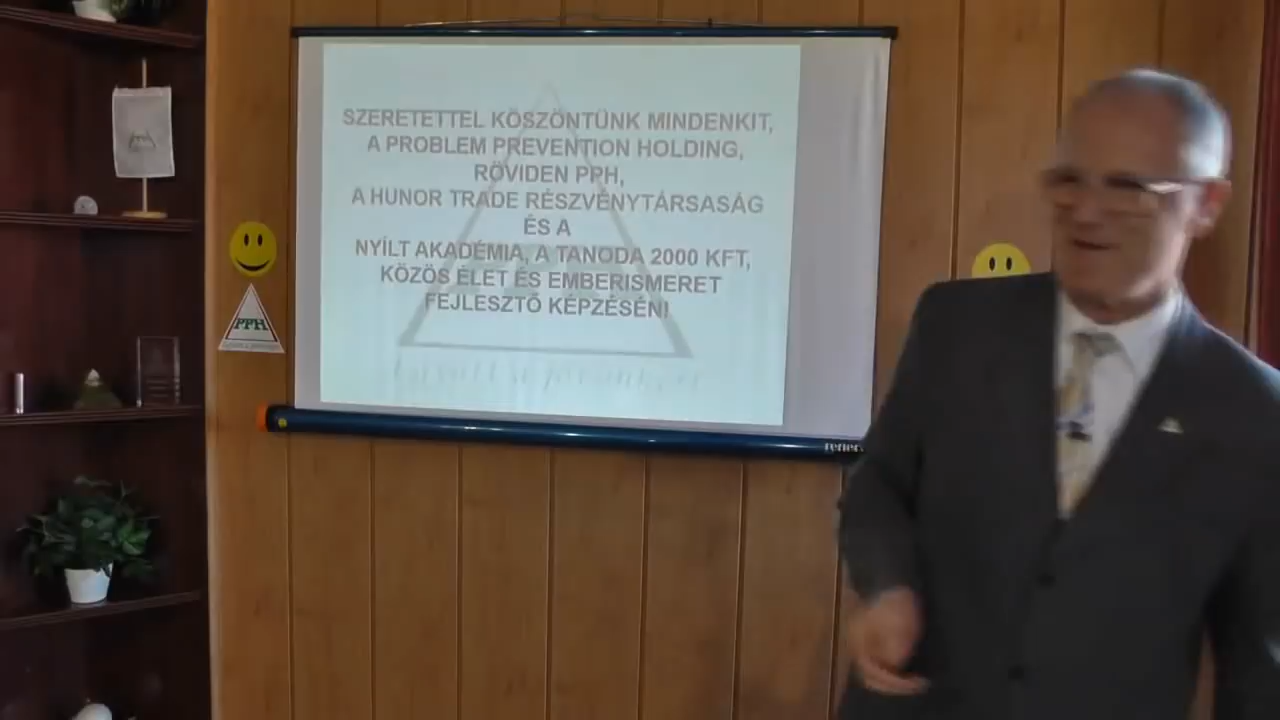 SZERETETTEL KÖSZÖNTÜNK MINDENKIT,
A PROBLEM PREVENTION HOLDING,
RÖVIDEN PPH,
A HUNOR TRADE RÉSZVÉNYTÁRSASÁG
ÉS A
NYÍLT AKADÉMIA, A TANODA 2000 KFT,
KÖZÖS ÉLET ÉS EMBERISMERET
FEJLESZTŐ KÉPZÉSÉN!
PPH